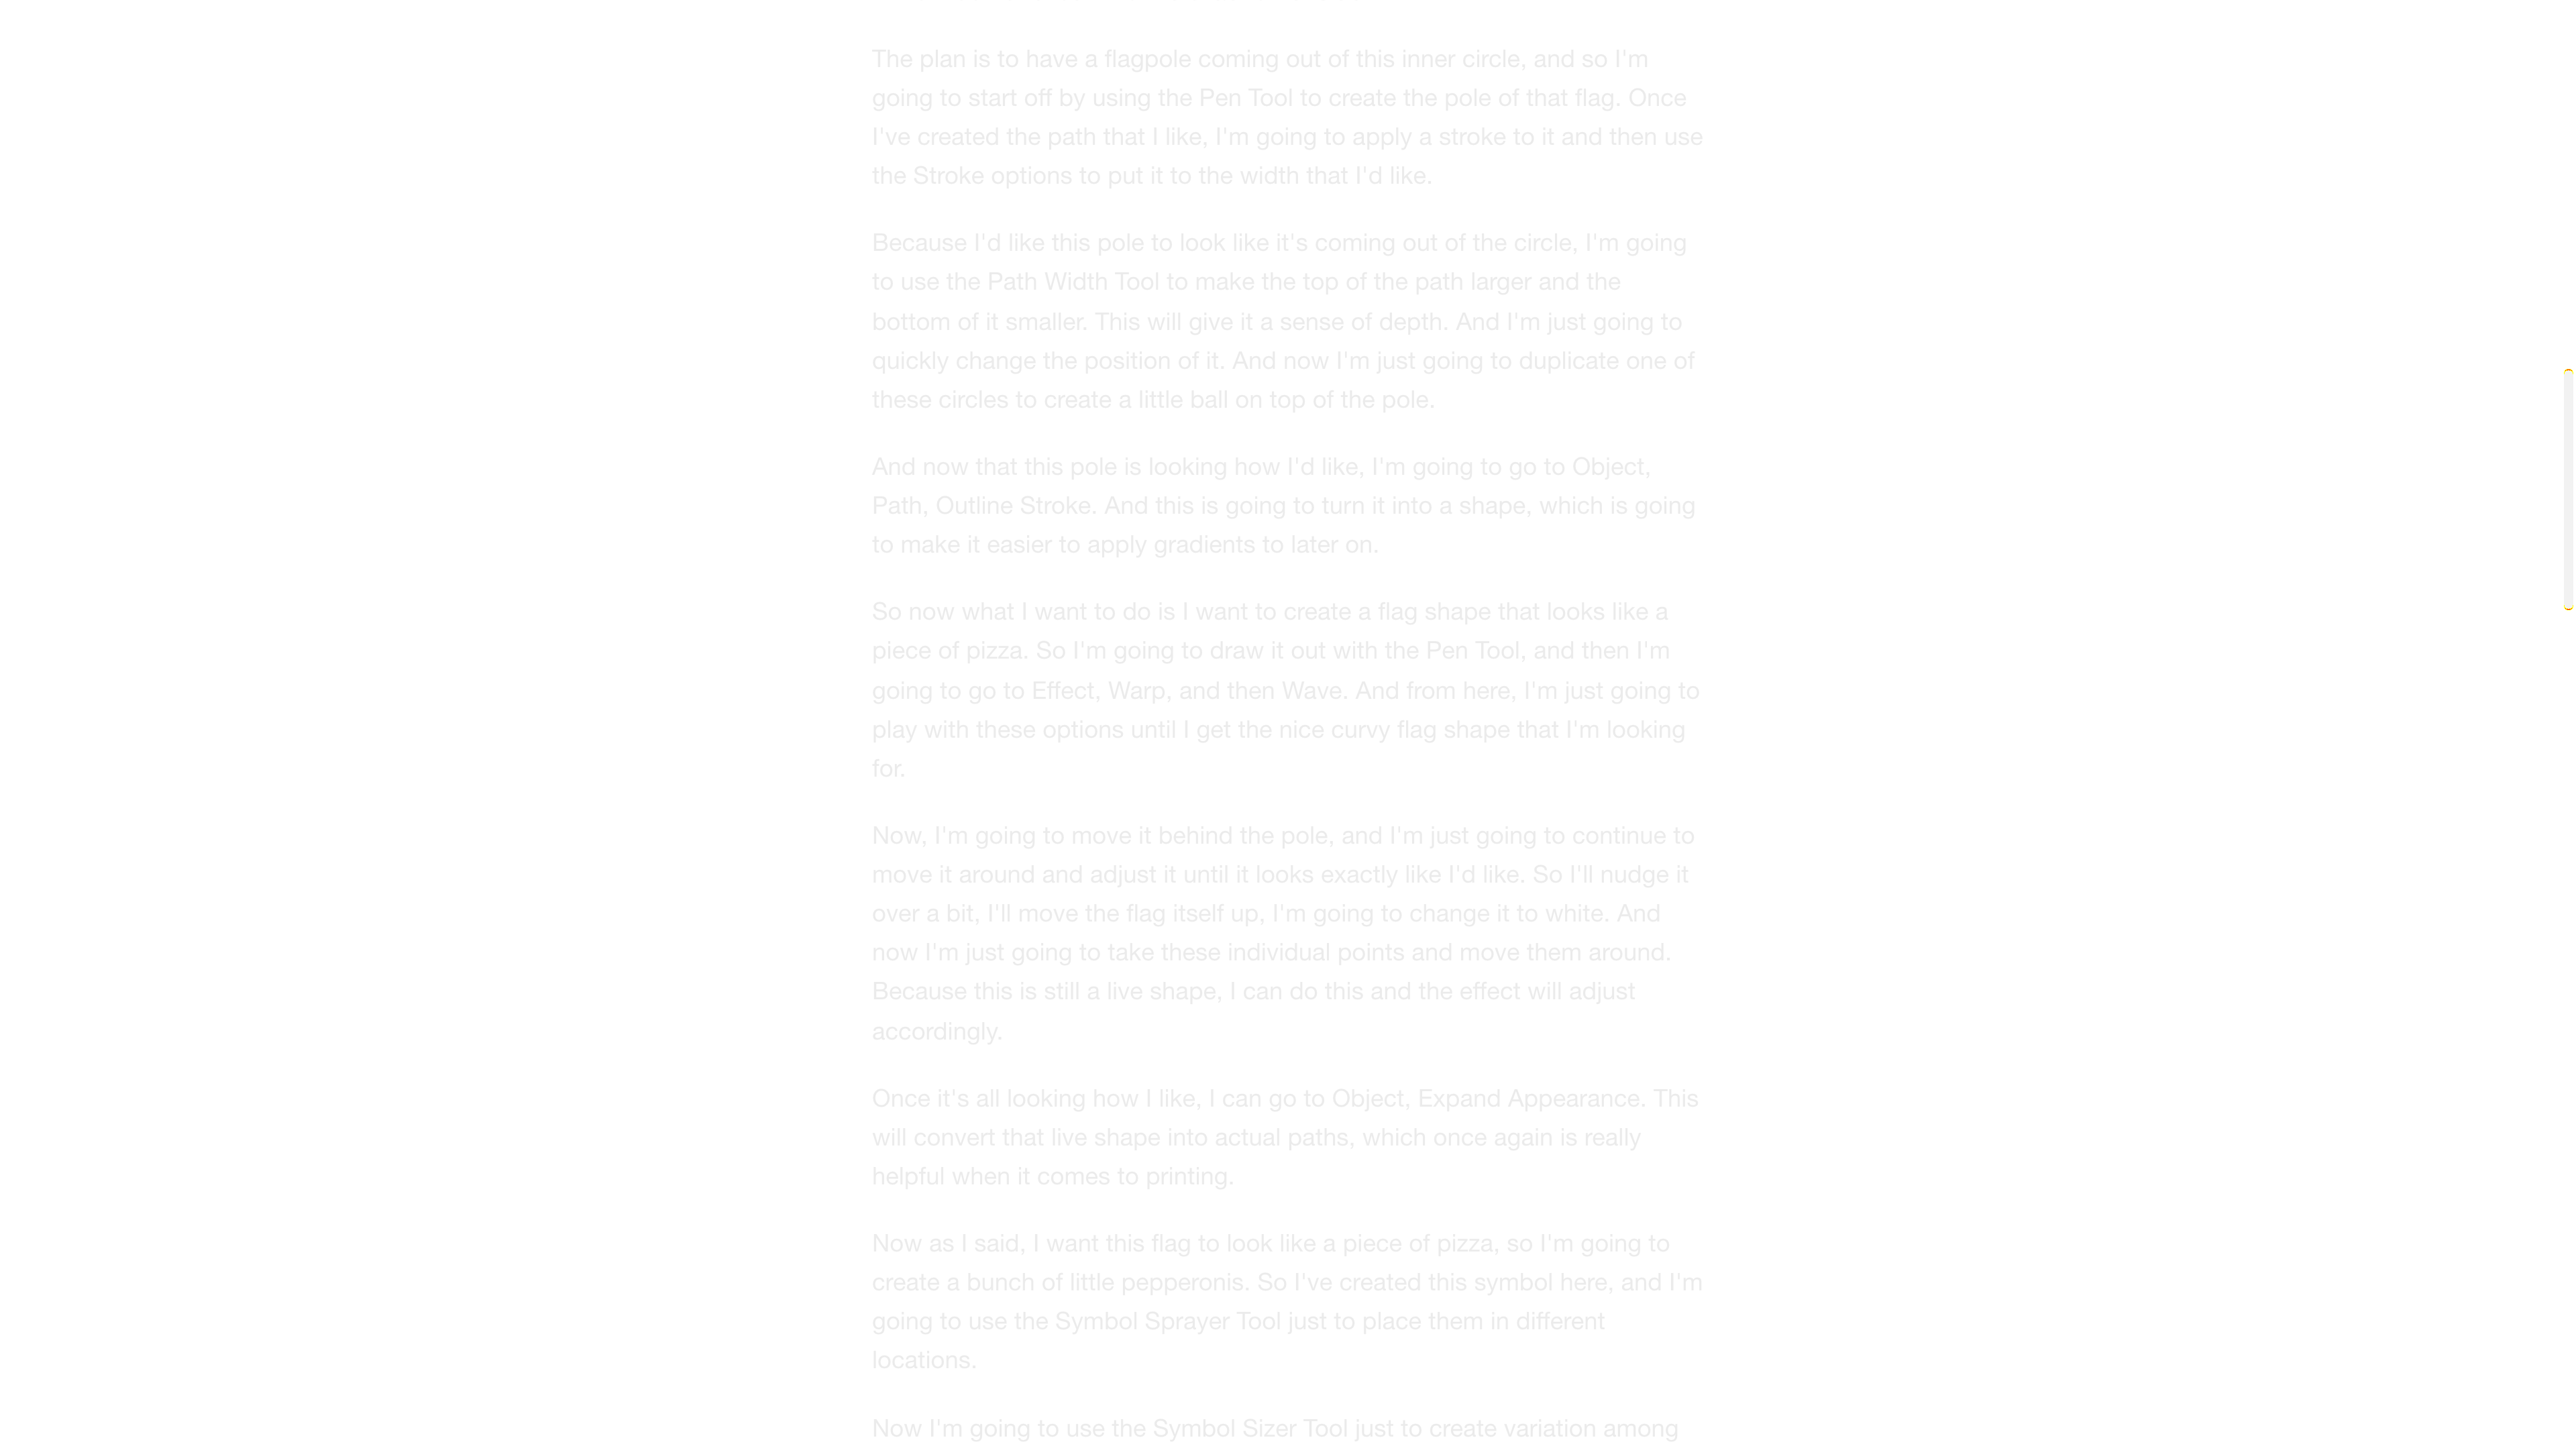 The plan is to have a flagpole coming out of this inner circle, and so I'm
going to start off by using the Pen Tool to create the pole of that flag. Once
I've created the path that I like, I'm going to apply a stroke to it and then use
the Stroke options to put it to the width that I'd like.
Because I'd like this pole to look like it's coming out of the circle, I'm going
to use the Path Width Tool to make the top of the path larger and the
bottom of it smaller. This will give it a sense of depth. And I'm just going to
quickly change the position of it. And now I'm just going to duplicate one of
these circles to create a little ball on top of the pole.
And now that this pole is looking how I'd like, I'm going to go to Object,
Path, Outline Stroke. And this is going to turn it into a shape, which is going
to make it easier to apply gradients to later on.
So now what I want to do is I want to create a flag shape that looks like a
piece of pizza. So I'm going to draw it out with the Pen Tool, and then I'm
going to go to Effect, Warp, and then Wave. And from here, I'm just going to
play with these options until I get the nice curvy flag shape that I'm looking
for.
Now, I'm going to move it behind the pole, and I'm just going to continue to
move it around and adjust it until it looks exactly like I'd like. So I'll nudge it
over a bit, I'll move the flag itself up, I'm going to change it to white. And
now I'm just going to take these individual points and move them around.
Because this is still a live shape, I can do this and the effect will adjust
accordingly.
Once it's all looking how I like, I can go to Object, Expand Appearance. This
will convert that live shape into actual paths, which once again is really
helpful when it comes to printing.
Now as I said, I want this flag to look like a piece of pizza, so I'm going to
create a bunch of little pepperonis. So I've created this symbol here, and I'm
going to use the Symbol Sprayer Tool just to place them in different
locations.
Now I'm going to use the Symbol Sizer Tool just to create variation among